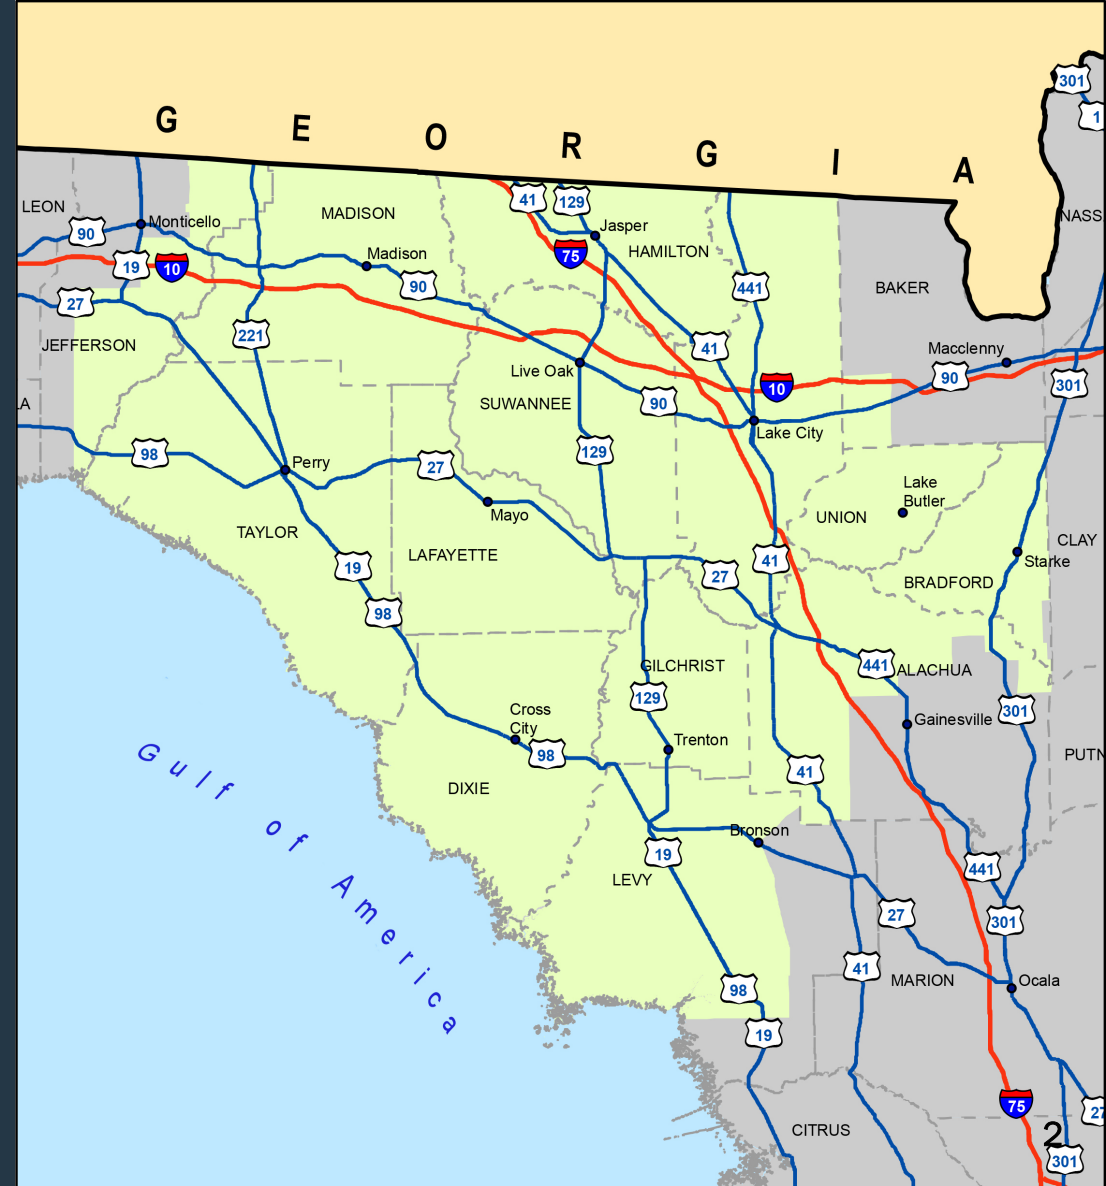 G E O R G I A
301
1
LEON
MADISON
41
129
NASS
Monticello
Jasper
90
HAMILTON
Madison
75
19
10
90
441
BAKER
27
221
JEFFERSON
41
Macclenny
Live Oak
10
90
301
LA
SUWANNEE
90
Lake City
98
129
Perry
27
Lake
Butler
Mayo
UNION
TAYLOR
CLAY
LAFAYETTE
41
Starke
19
27
BRADFORD
98
GILCHRIST
441
ALACHUA
129
Cross
City
301
Gainesville
Trenton
98
PUTN
Gulf of America
DIXIE
41
Bronson
19
441
LEVY
27
301
41
MARION
Ocala
98
19
75
27
CITRUS
2
301